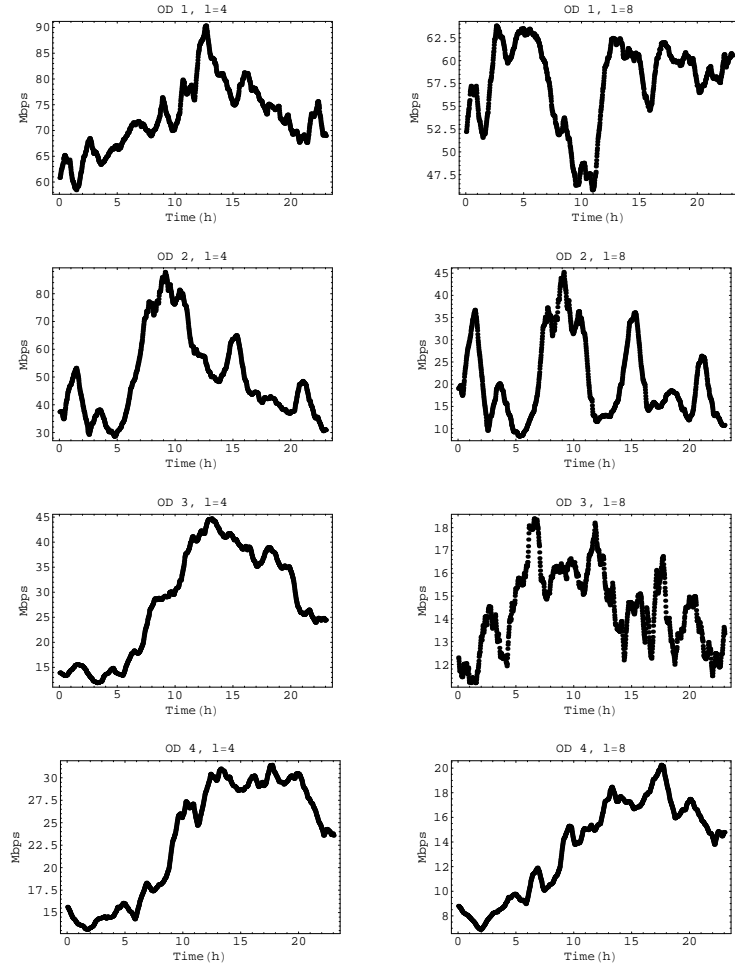 OD 1, l=4
90
85
80
75
70
65
60
Mbps
0 5 10 15 20
Time(h)
OD 1, l=8
62.5
60
57.5
55
52.5
50
47.5
Mbps
0 5 10 15 20
Time(h)
OD 2, l=4
80
70
60
50
40
30
Mbps
0 5 10 15 20
Time(h)
OD 2, l=8
45
40
35
30
25
20
15
10
Mbps
0 5 10 15 20
Time(h)
OD 3, l=4
45
40
35
30
25
20
15
Mbps
0 5 10 15 20
Time(h)
OD 3, l=8
18
17
16
15
14
13
12
Mbps
0 5 10 15 20
Time(h)
OD 4, l=4
30
27.5
25
22.5
20
17.5
15
Mbps
0 5 10 15 20
Time(h)
OD 4, l=8
20
18
16
14
12
10
8
Mbps
0 5 10 15 20
Time(h)